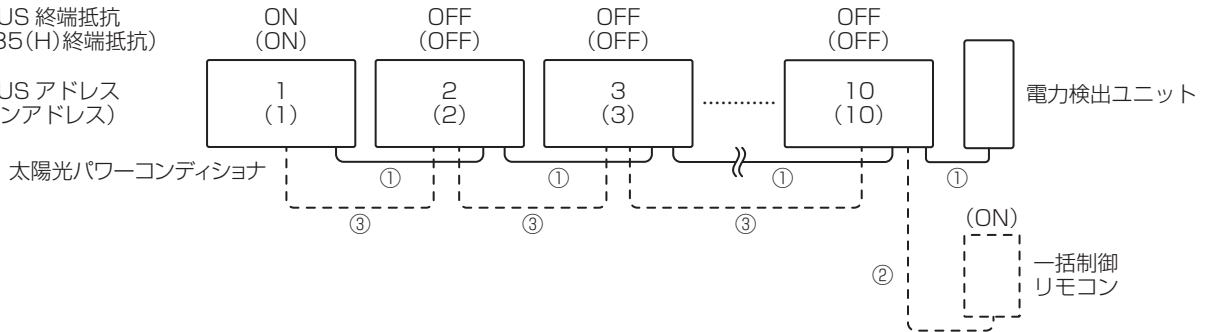 US 終端抵抗 ON OFF OFF OFF
35(H)終端抵抗) (ON) (OFF) (OFF) (OFF)
US アドレス 1 2 3 ............ 10 電力検出ユニット
ンアドレス) (1) (2) (3) (10)
太陽光パワーコンディショナ ① ① ① ①
③ ③ ③
(ON)
② 一括制御
リモコン